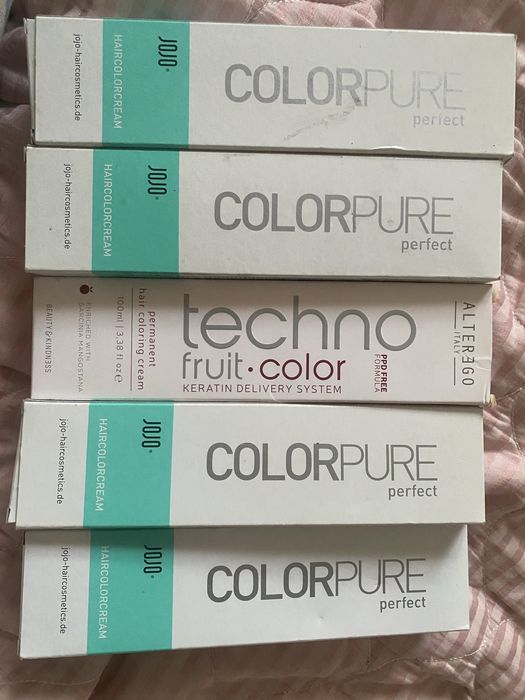 JOJO®
HAIRCOLORCREAM
jojo-haircosmetics.de
COLORPURE
perfect
JOJO®
HAIRCOLORCREAM
jojo-haircosmetics.de
COLORPURE
perfect
ALTEREGO
ITALY
techno
fruit·color
KERATIN DELIVERY SYSTEM
PPD FREE
FORMULA
permanent
hair coloring cream
100ml | 3.38 fl oz e
ENRICHED WITH
GARCINIA MANGOSTANA
BEAUTY & KINDNESS
JOJO®
HAIRCOLORCREAM
jojo-haircosmetics.de
COLORPURE
perfect
JOJO®
HAIRCOLORCREAM
jojo-haircosmetics.de
COLORPURE
perfect